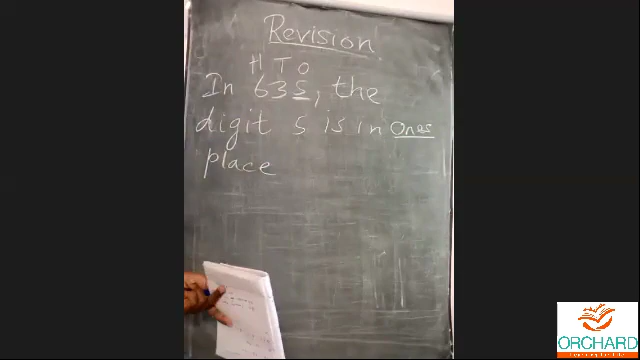 Revision
H T O
In 635, the
digit 5 is in Ones
place
ORCHARD